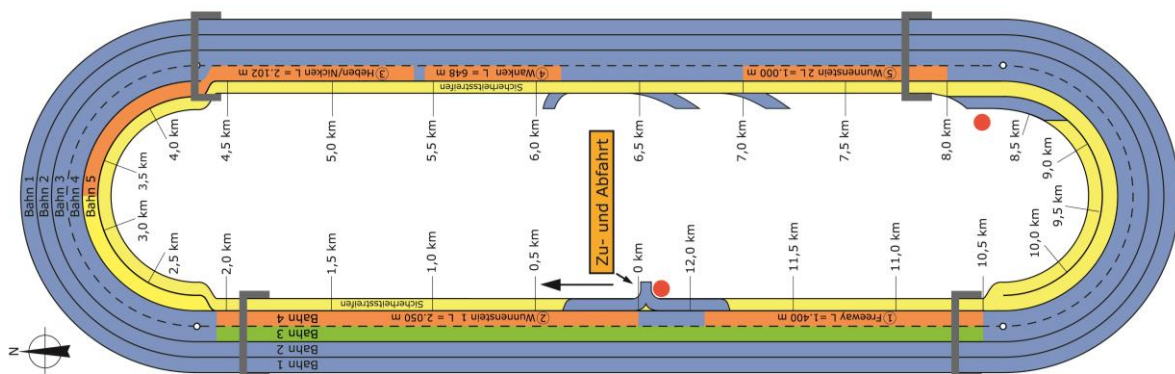 ③ Heben/Nicken L = 2.102 m
④ Wanken L = 648 m
⑤ Wunnenstein 2 L=1.000 m
Sicherheitsstreifen
4,0 km
4,5 km
5,0 km
5,5 km
6,0 km
6,5 km
7,0 km
7,5 km
8,0 km
8,5 km
9,0 km
9,5 km
10,0 km
3,5 km
3,0 km
2,5 km
Bahn 1
Bahn 2
Bahn 3
Bahn 4
Bahn 5
Zu- und Abfahrt
2,0 km
1,5 km
1,0 km
0,5 km
0 km
12,0 km
11,5 km
11,0 km
10,5 km
Sicherheitsstreifen
N
Bahn 4
② Wunnenstein 1 L =2.050 m
① Freeway L =1.400 m
Bahn 3
Bahn 2
Bahn 1